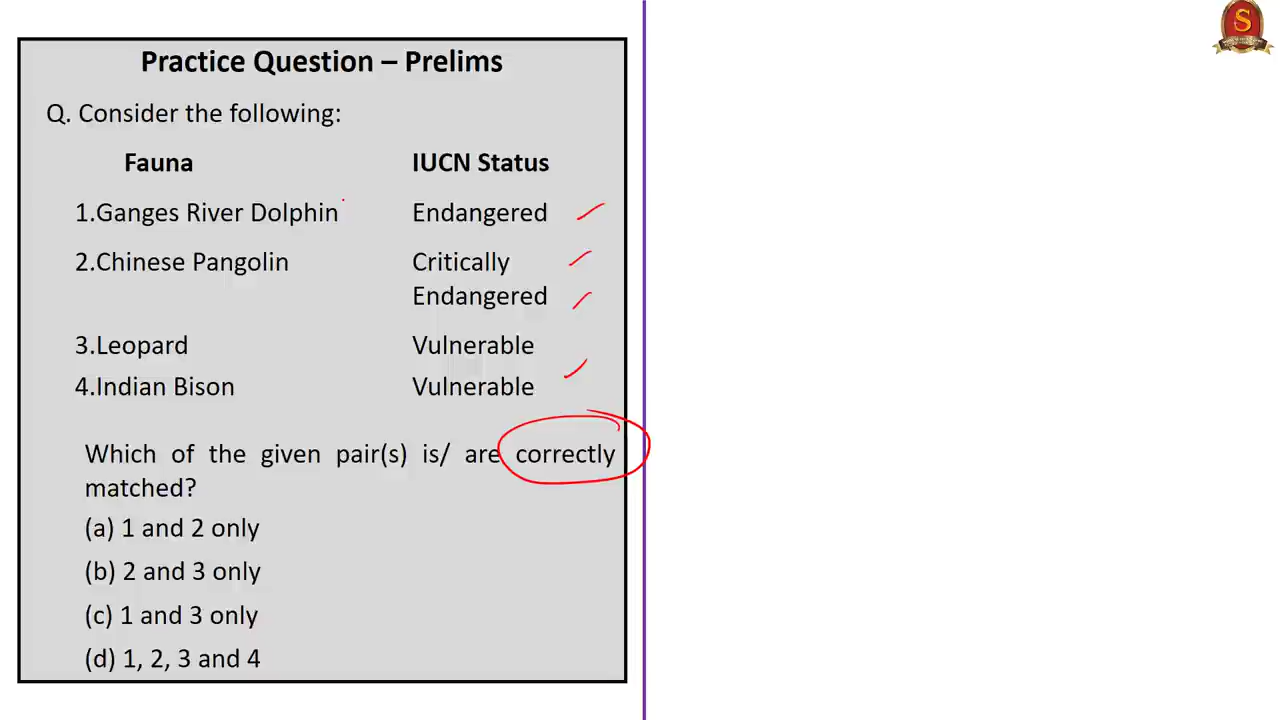 Practice Question – Prelims
Q. Consider the following:
Fauna IUCN Status
1.Ganges River Dolphin Endangered
2.Chinese Pangolin Critically
Endangered
3.Leopard Vulnerable
4.Indian Bison Vulnerable
Which of the given pair(s) is/ are correctly
matched?
(a) 1 and 2 only
(b) 2 and 3 only
(c) 1 and 3 only
(d) 1, 2, 3 and 4
S